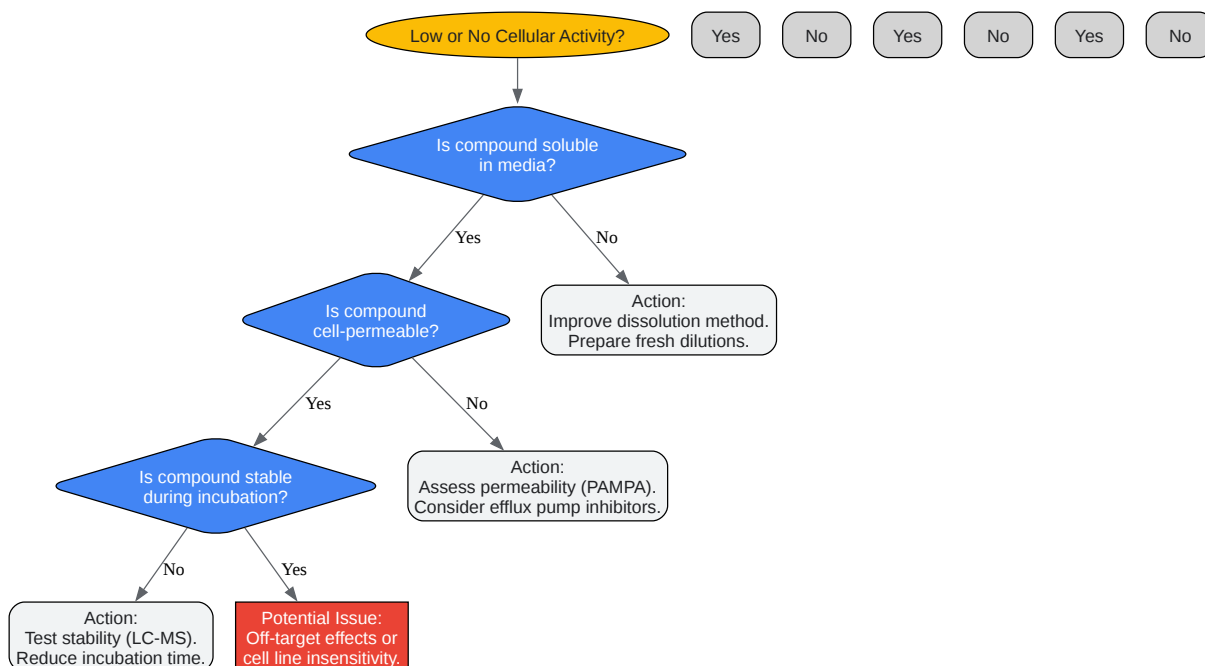 Low or No Cellular Activity?
Yes
No
Yes
No
Yes
No
Is compound soluble
in media?
Yes
No
Is compound
cell-permeable?
Action:
Improve dissolution method.
Prepare fresh dilutions.
Yes
No
Is compound stable
during incubation?
Action:
Assess permeability (PAMPA).
Consider efflux pump inhibitors.
No
Yes
Action:
Test stability (LC-MS).
Reduce incubation time.
Potential Issue:
Off-target effects or
cell line insensitivity.